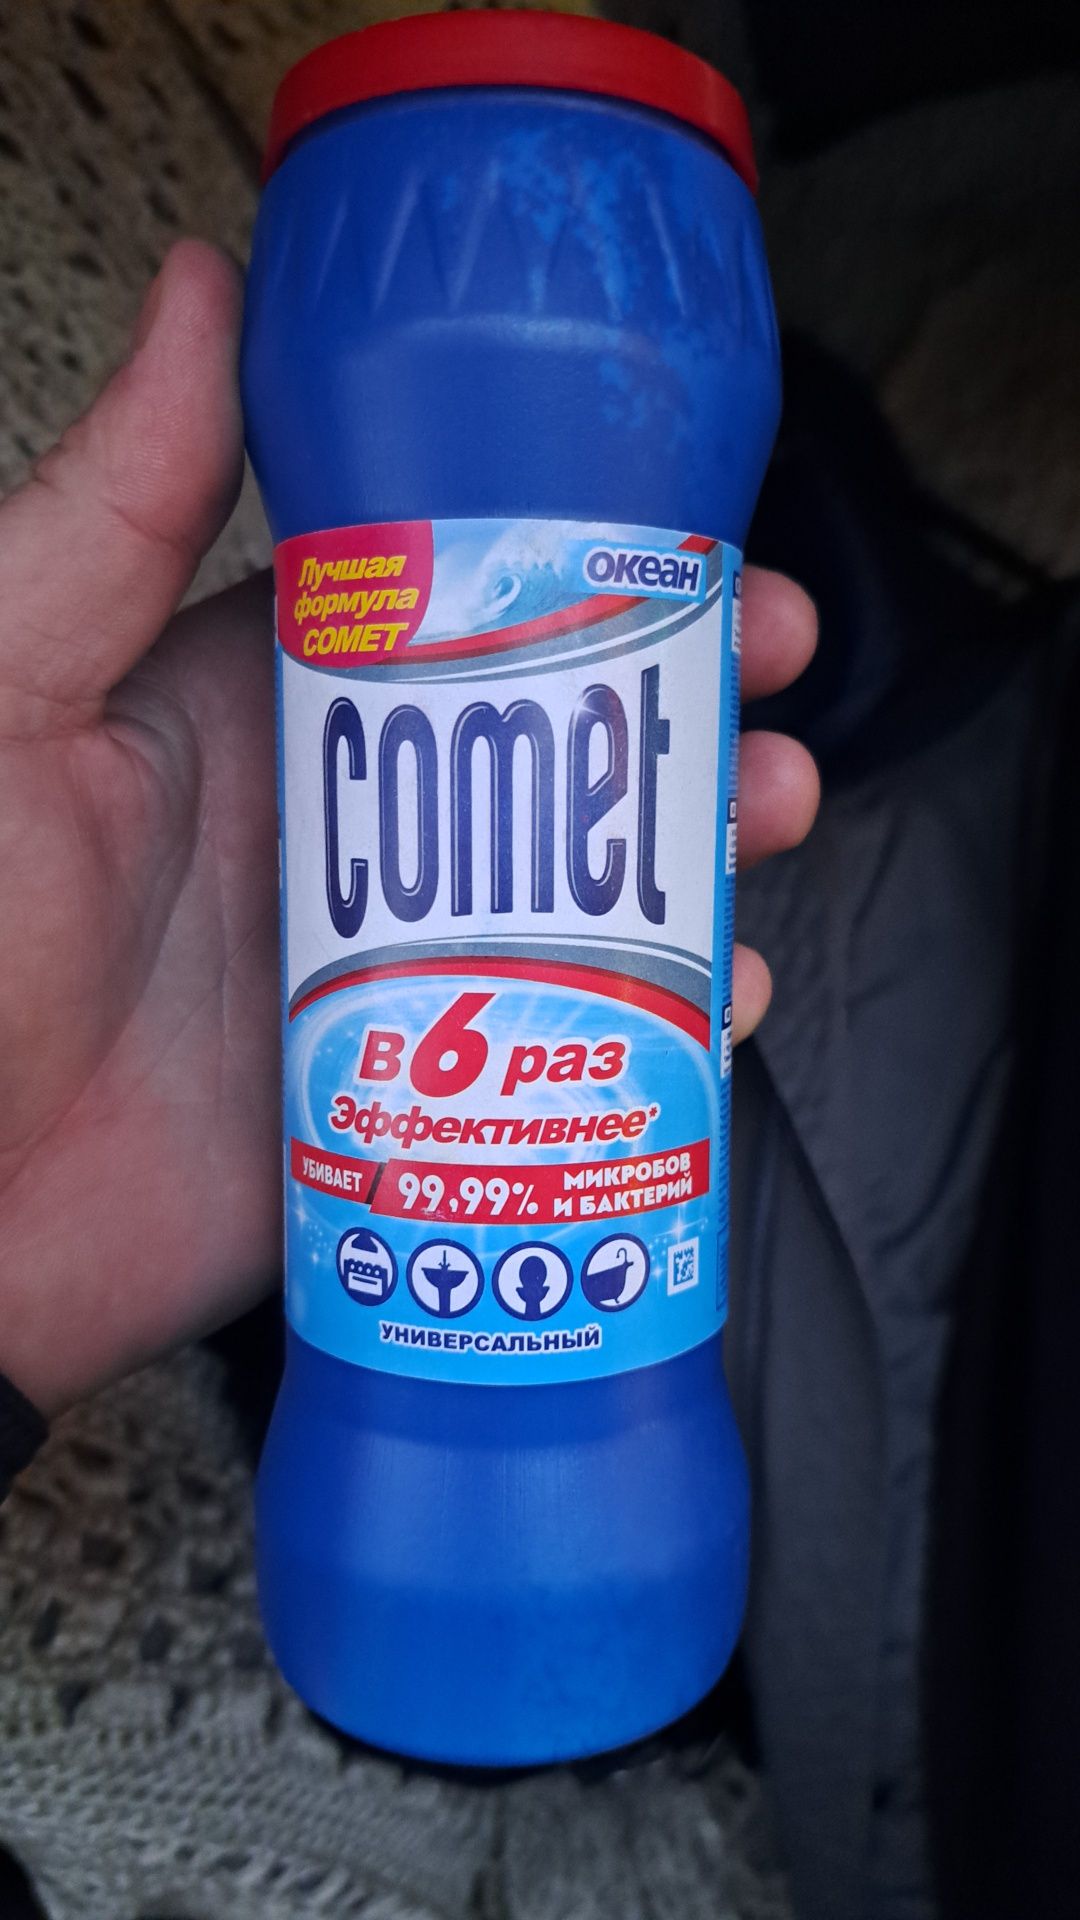 Лучшая
формула
COMET
океан
comet
в 6 раз
Эффективнее*
УБИВАЕТ 99,99% МИКРОБОВ
И БАКТЕРИЙ
УНИВЕРСАЛЬНЫЙ